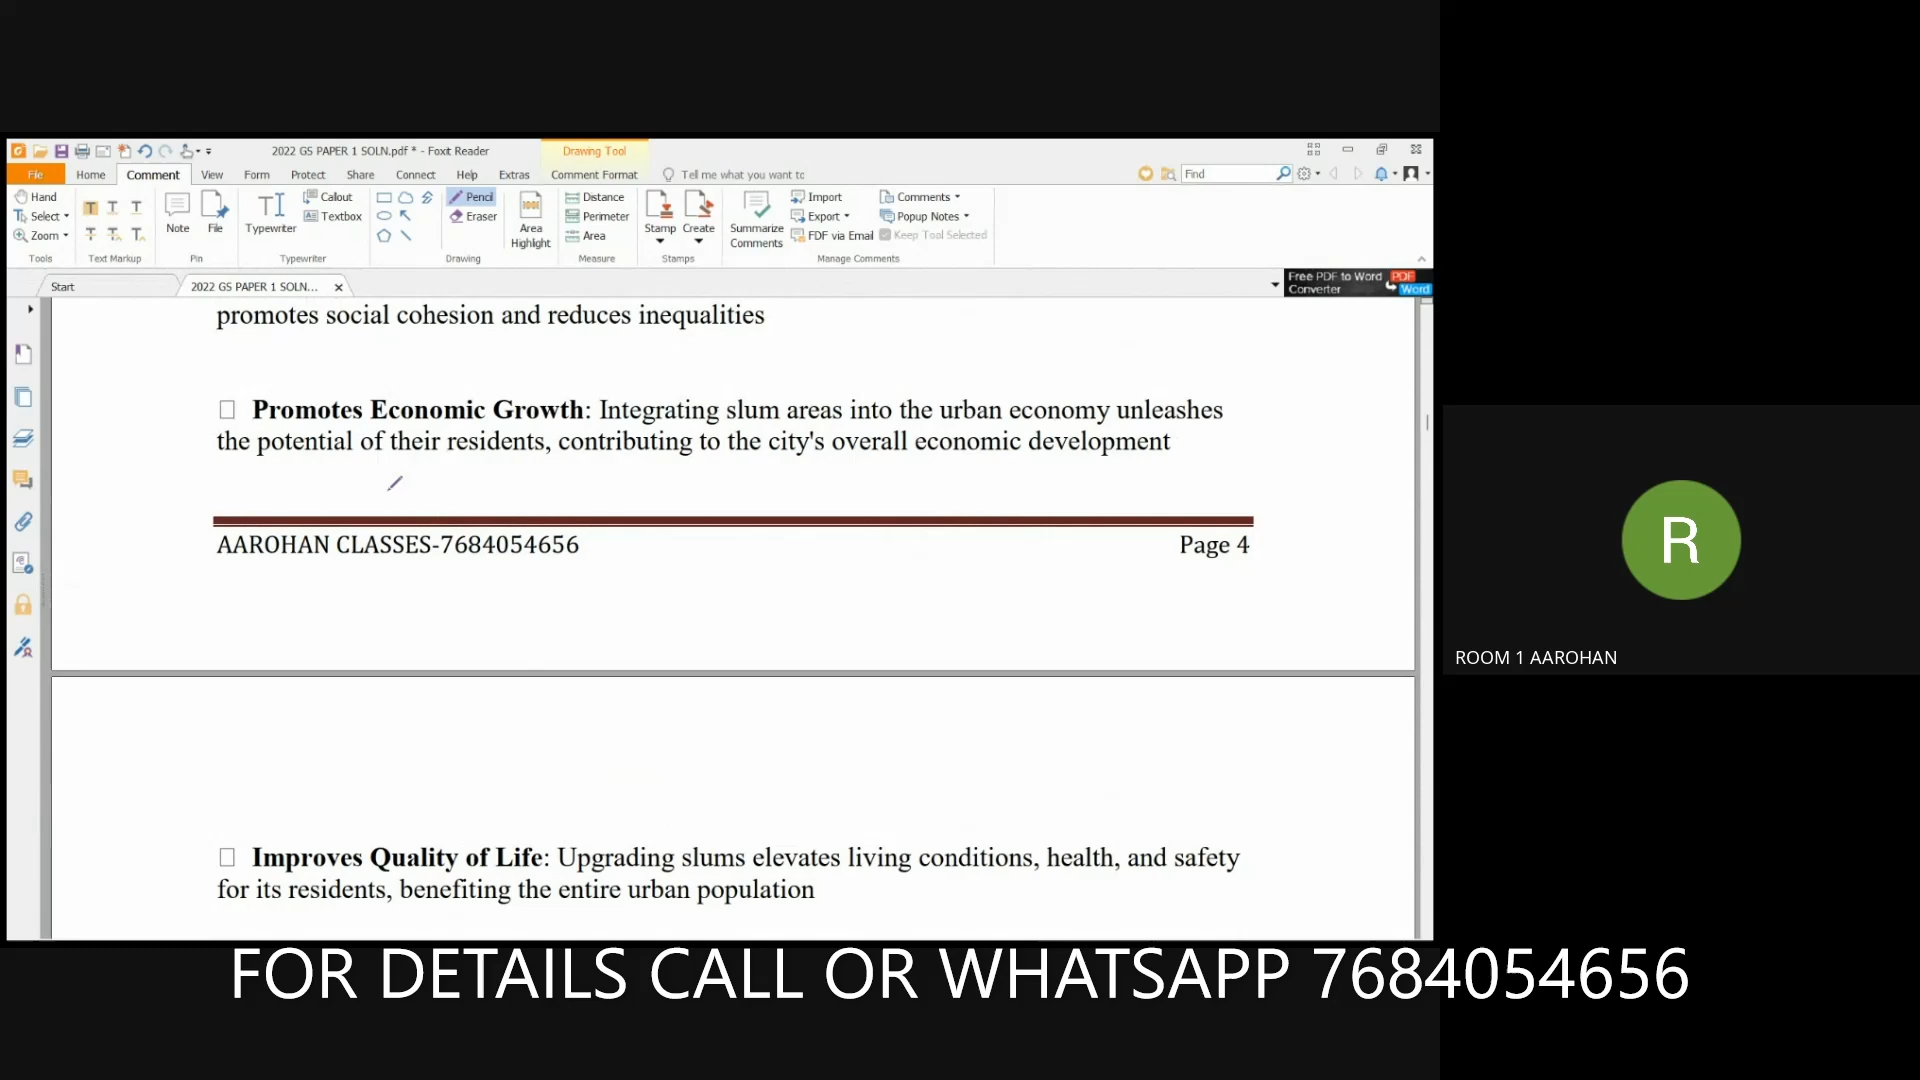 2022 GS PAPER 1 SOLN.pdf * - Foxit Reader
Drawing Tool
File Home Comment View Form Protect Share Connect Help Extras Comment Format Tell me what you want to Find
Hand
Select
Zoom
Tools
Text Markup
Note
File
Pin
Typewriter
Callout
Textbox
Typewriter
Pencil
Eraser
Drawing
Area
Highlight
Distance
Perimeter
Area
Measure
Stamp
Create
Stamps
Summarize
Comments
Import
Export
FDF via Email
Comments
Popup Notes
Keep Tool Selected
Manage Comments
Start
2022 GS PAPER 1 SOLN...
Free PDF to Word
Converter
PDF
Word
promotes social cohesion and reduces inequalities
Promotes Economic Growth: Integrating slum areas into the urban economy unleashes
the potential of their residents, contributing to the city's overall economic development
AAROHAN CLASSES-7684054656 Page 4
Improves Quality of Life: Upgrading slums elevates living conditions, health, and safety
for its residents, benefiting the entire urban population
R
ROOM 1 AAROHAN
FOR DETAILS CALL OR WHATSAPP 7684054656